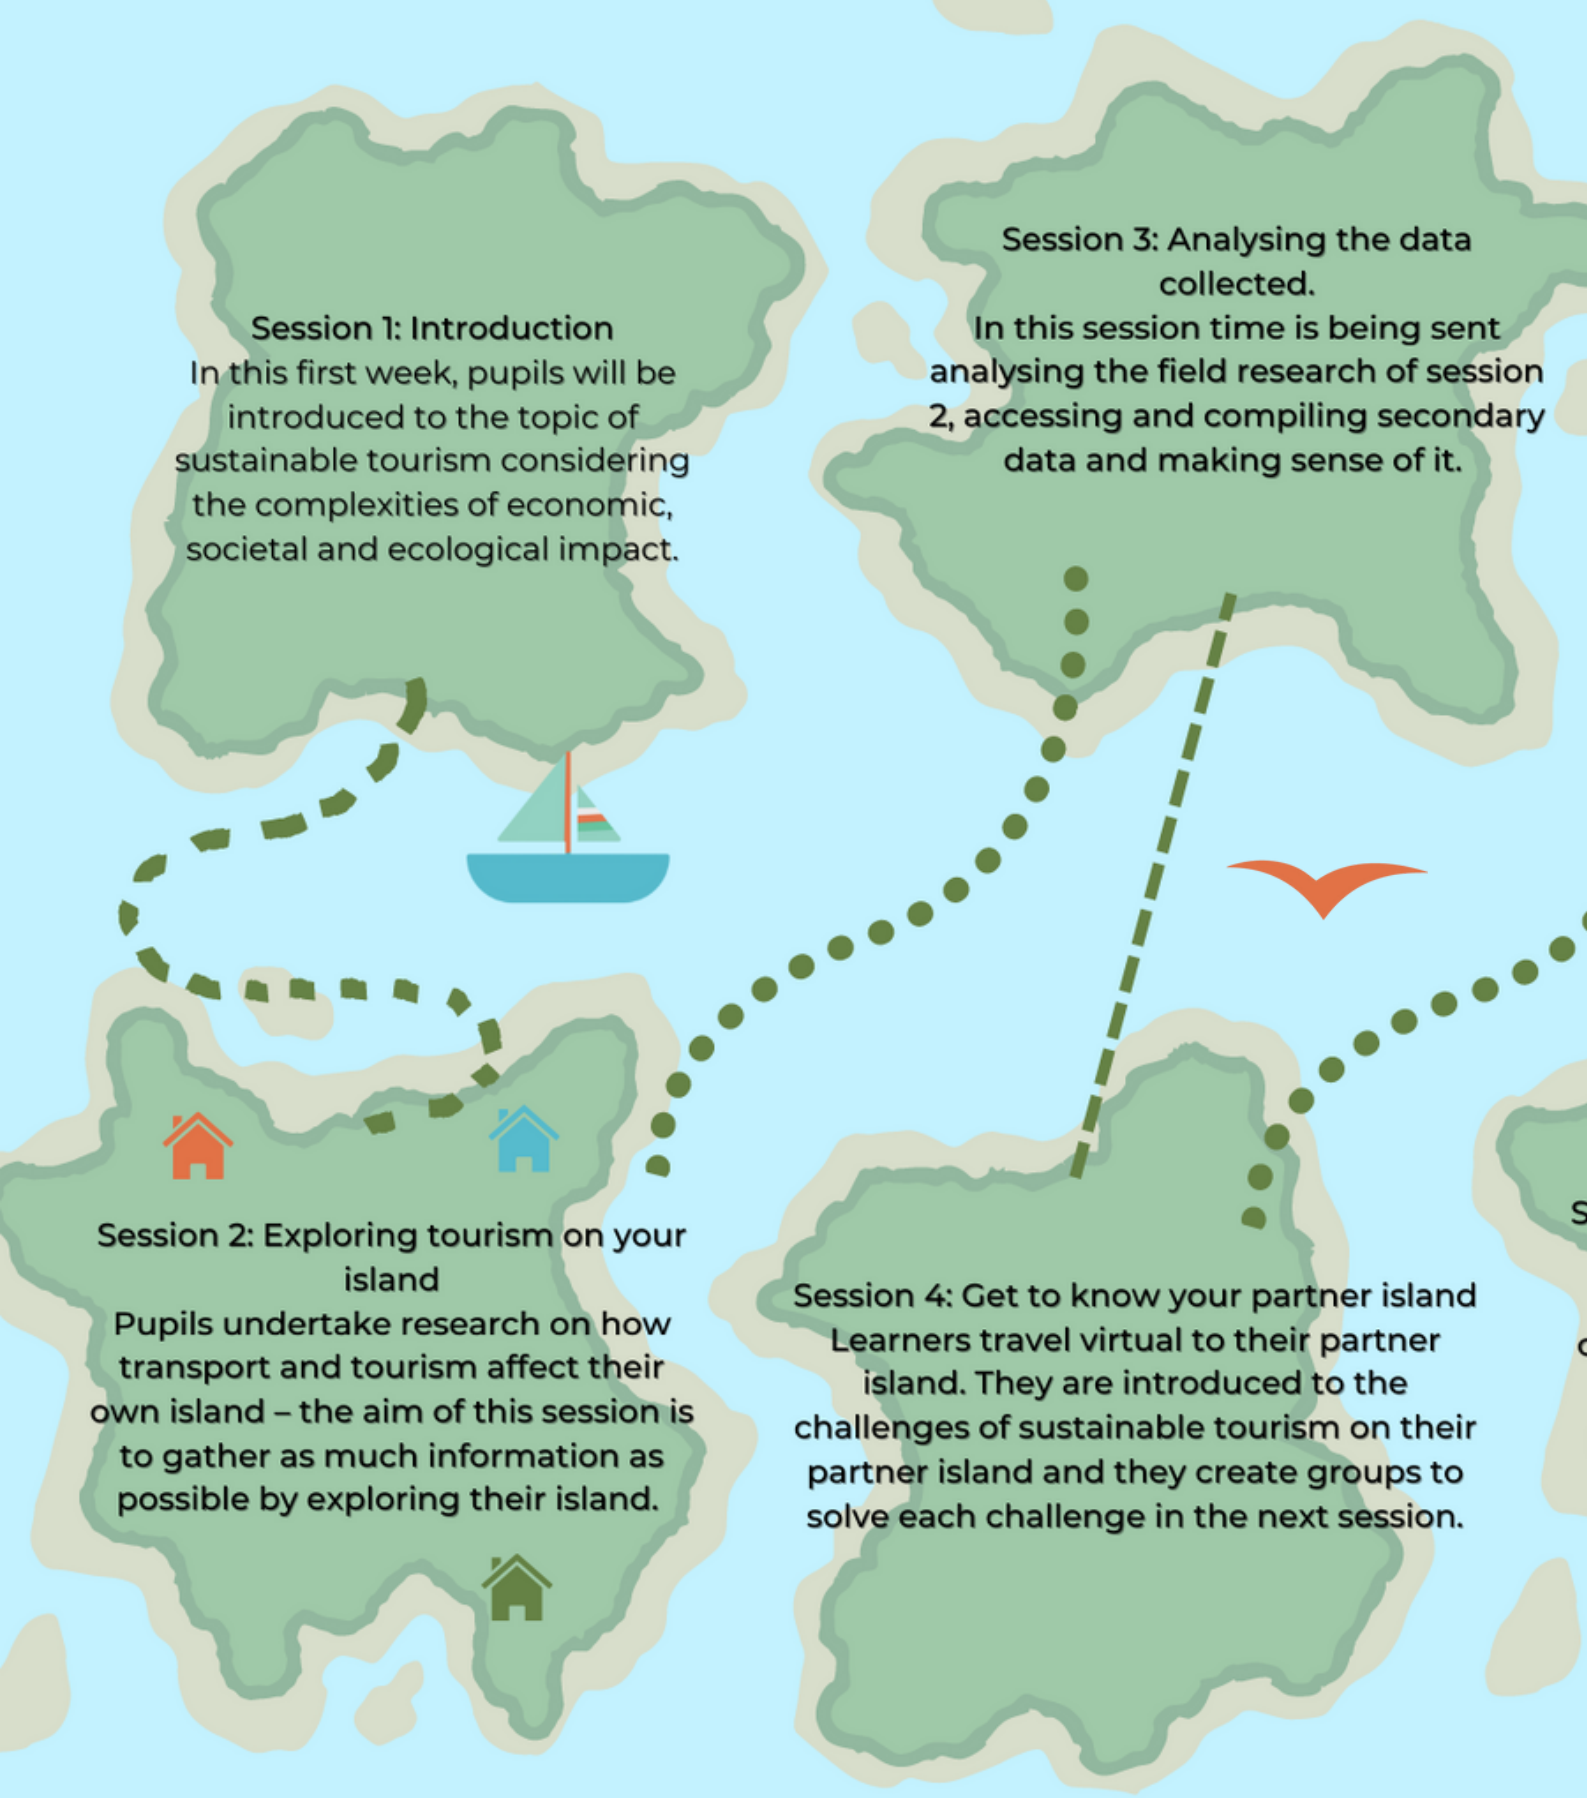 Session 1: Introduction
In this first week, pupils will be
introduced to the topic of
sustainable tourism considering
the complexities of economic,
societal and ecological impact.
Session 2: Exploring tourism on your
island
Pupils undertake research on how
transport and tourism affect their
own island – the aim of this session is
to gather as much information as
possible by exploring their island.
Session 3: Analysing the data
collected.
In this session time is being sent
analysing the field research of session
2, accessing and compiling secondary
data and making sense of it.
Session 4: Get to know your partner island
Learners travel virtual to their partner
island. They are introduced to the
challenges of sustainable tourism on their
partner island and they create groups to
solve each challenge in the next session.